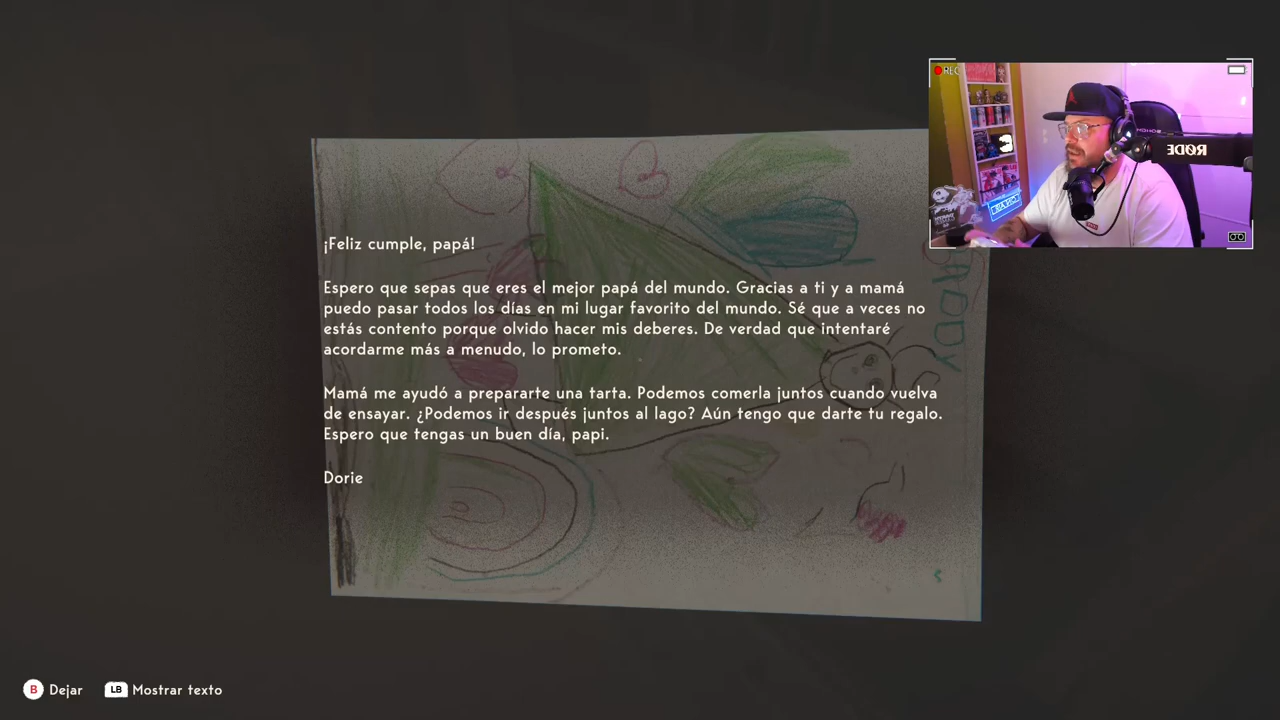 REC
RØDE
¡Feliz cumple, papá!
Espero que sepas que eres el mejor papá del mundo. Gracias a ti y a mamá
puedo pasar todos los días en mi lugar favorito del mundo. Sé que a veces no
estás contento porque olvido hacer mis deberes. De verdad que intentaré
acordarme más a menudo, lo prometo.
Mamá me ayudó a prepararte una tarta. Podemos comerla juntos cuando vuelva
de ensayar. ¿Podemos ir después juntos al lago? Aún tengo que darte tu regalo.
Espero que tengas un buen día, papi.
Dorie
DADDY
B Dejar
LB Mostrar texto